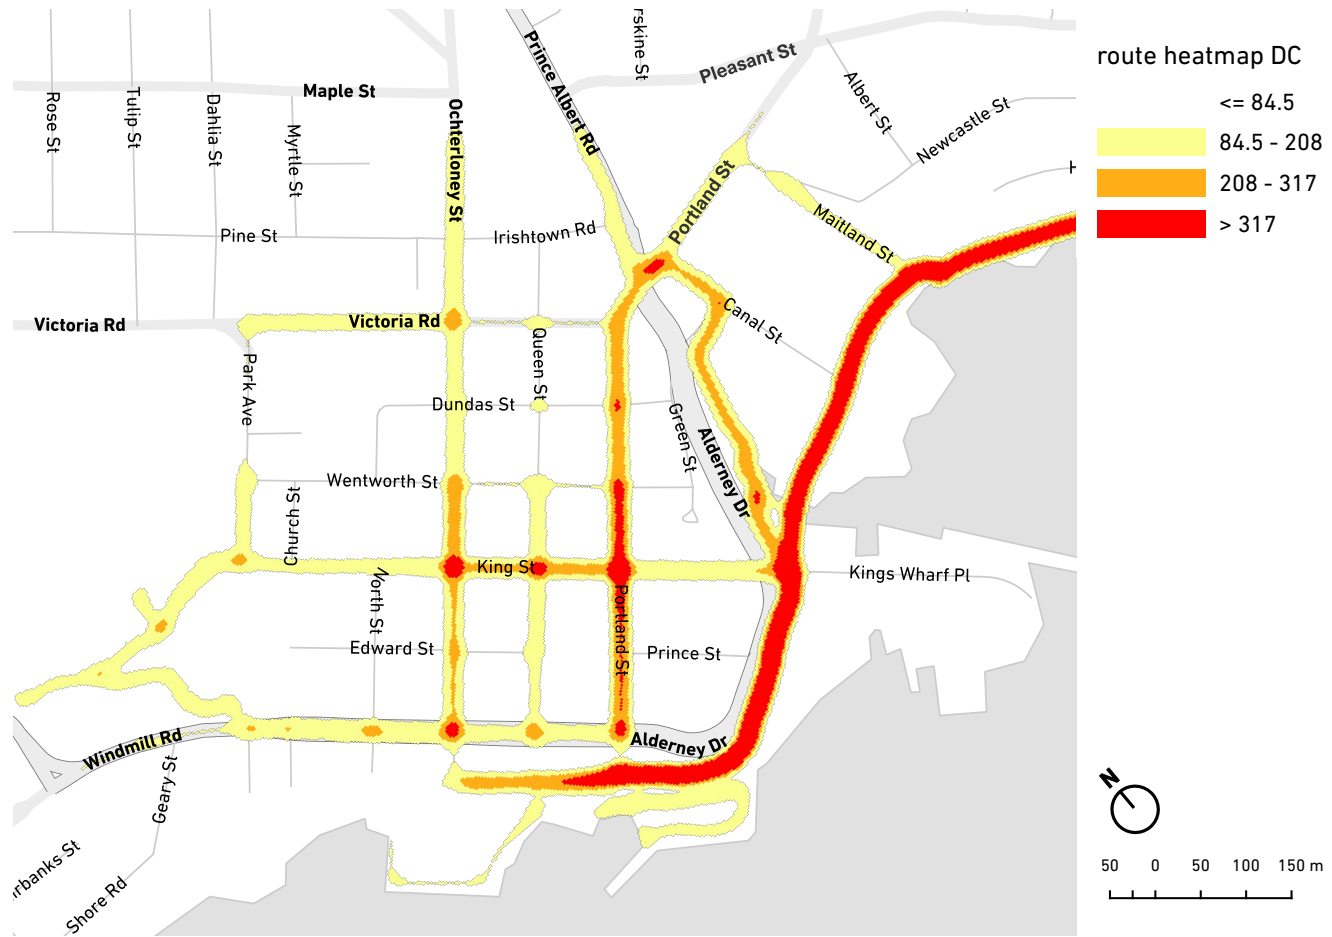 rskine St
Pleasant St
Prince Albert Rd
Maple St
Rose St
Tulip St
Dahlia St
Myrtle St
Ochterloney St
Albert St
Newcastle St
H
Portland St
Maitland St
Pine St
Irishtown Rd
Victoria Rd
Victoria Rd
Canal St
Queen St
Park Ave
Dundas St
Green St
Alderney Dr
Wentworth St
Church St
King St
Kings Wharf Pl
North St
Portland St
Edward St
Prince St
Windmill Rd
Alderney Dr
Geary St
irbanks St
Shore Rd
route heatmap DC
<= 84.5
84.5 - 208
208 - 317
> 317
N
50 0 50 100 150 m